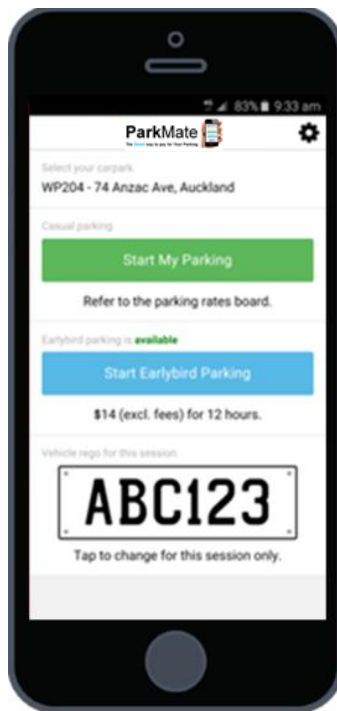 83% 9:33 am
ParkMate
The Smart way to pay for Your Parking
Select your carpark
WP204 - 74 Anzac Ave, Auckland
Casual parking
Start My Parking
Refer to the parking rates board.
Earlybird parking is available
Start Earlybird Parking
$14 (excl. fees) for 12 hours.
Vehicle rego for this session
ABC123
Tap to change for this session only.